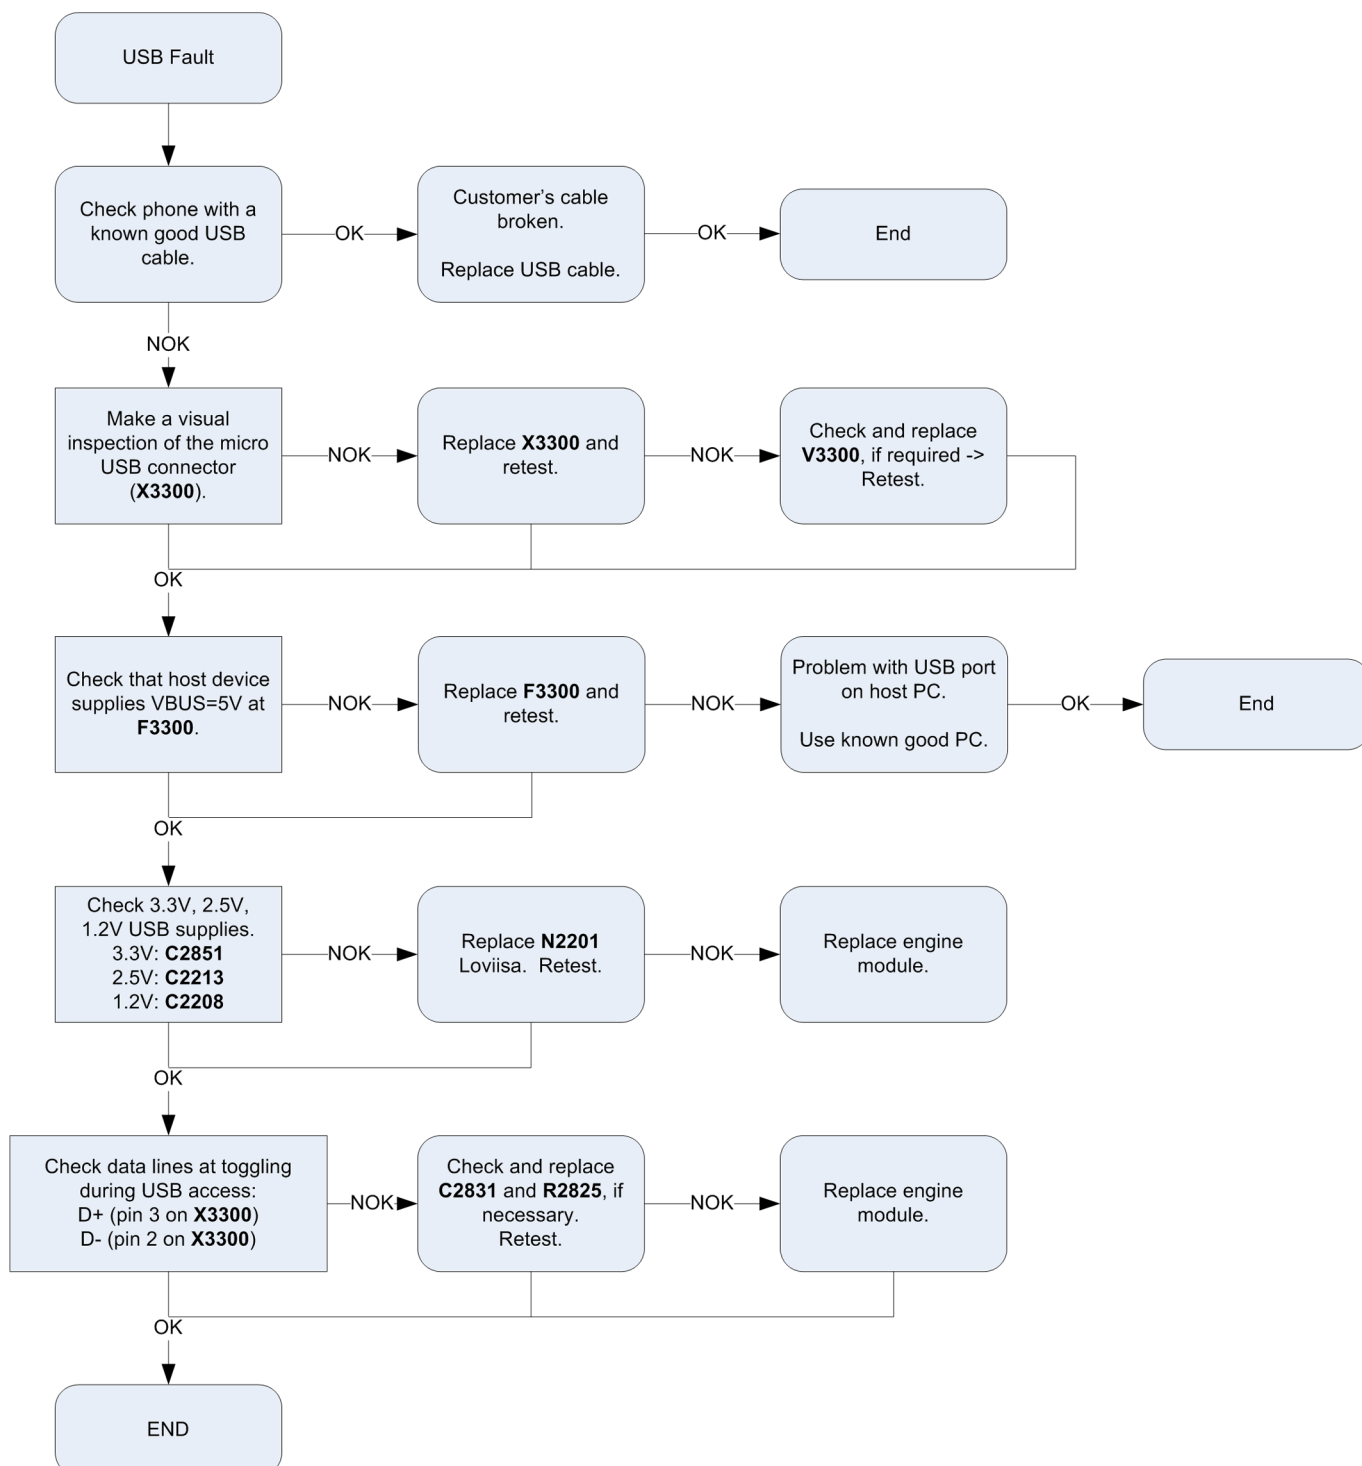 USB Fault
Check phone with a
known good USB
cable.
OK
Customer's cable
broken.
Replace USB cable.
OK
End
NOK
Make a visual
inspection of the micro
USB connector
(X3300).
NOK
Replace X3300 and
retest.
NOK
Check and replace
V3300, if required ->
Retest.
OK
Check that host device
supplies VBUS=5V at
F3300.
NOK
Replace F3300 and
retest.
NOK
Problem with USB port
on host PC.
Use known good PC.
OK
End
OK
Check 3.3V, 2.5V,
1.2V USB supplies.
3.3V: C2851
2.5V: C2213
1.2V: C2208
NOK
Replace N2201
Loviisa. Retest.
NOK
Replace engine
module.
OK
Check data lines at toggling
during USB access:
D+ (pin 3 on X3300)
D- (pin 2 on X3300)
NOK
Check and replace
C2831 and R2825, if
necessary.
Retest.
NOK
Replace engine
module.
OK
END